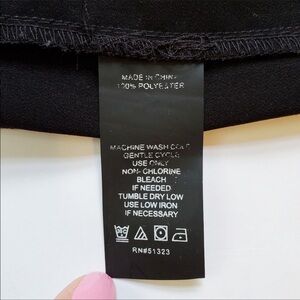 MADE IN CHINA
100% POLYESTER
MACHINE WASH COLD
GENTLE CYCLE
USE ONLY
NON-CHLORINE
BLEACH
IF NEEDED
TUMBLE DRY LOW
USE LOW IRON
IF NECESSARY
RN#51323